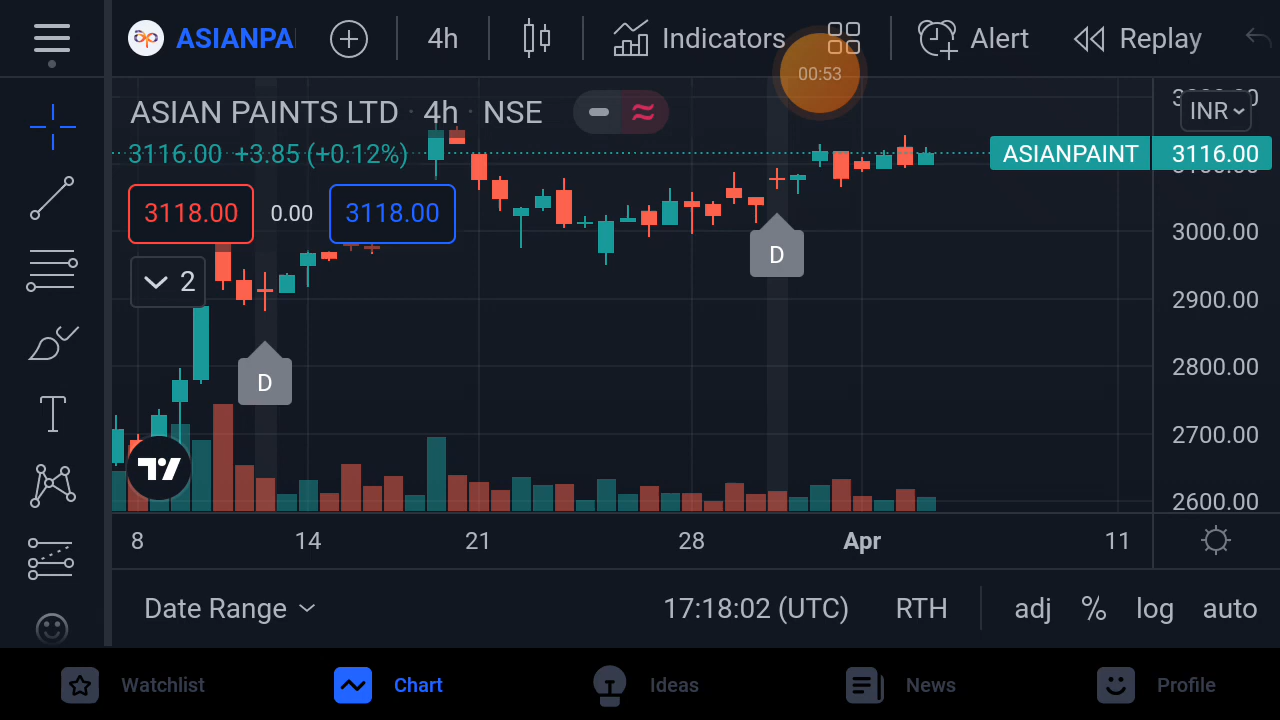 ASIANPAI
4h
Indicators
Alert
Replay
00:53
ASIAN PAINTS LTD · 4h · NSE
INR
3116.00 +3.85 (+0.12%)
ASIANPAINT 3116.00
3118.00 0.00 3118.00
3000.00
2
D
2900.00
D
2800.00
2700.00
2600.00
8 14 21 28 Apr 11
Date Range 17:18:02 (UTC) RTH adj % log auto
Watchlist Chart Ideas News Profile